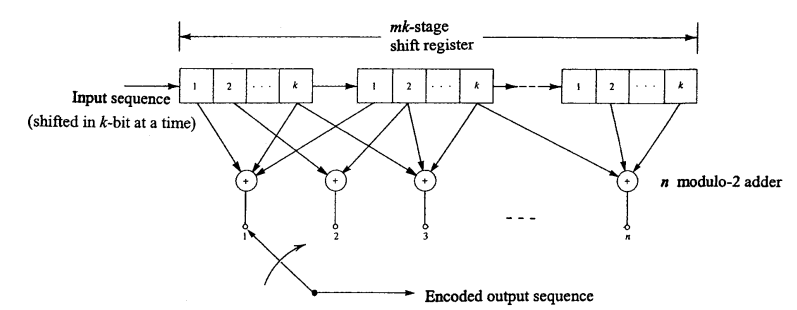 mk-stage
shift register
1 2 . . . k 1 2 . . . k 1 2 . . . k
Input sequence
(shifted in k-bit at a time)
+ + + + n modulo-2 adder
1 2 3 n
Encoded output sequence